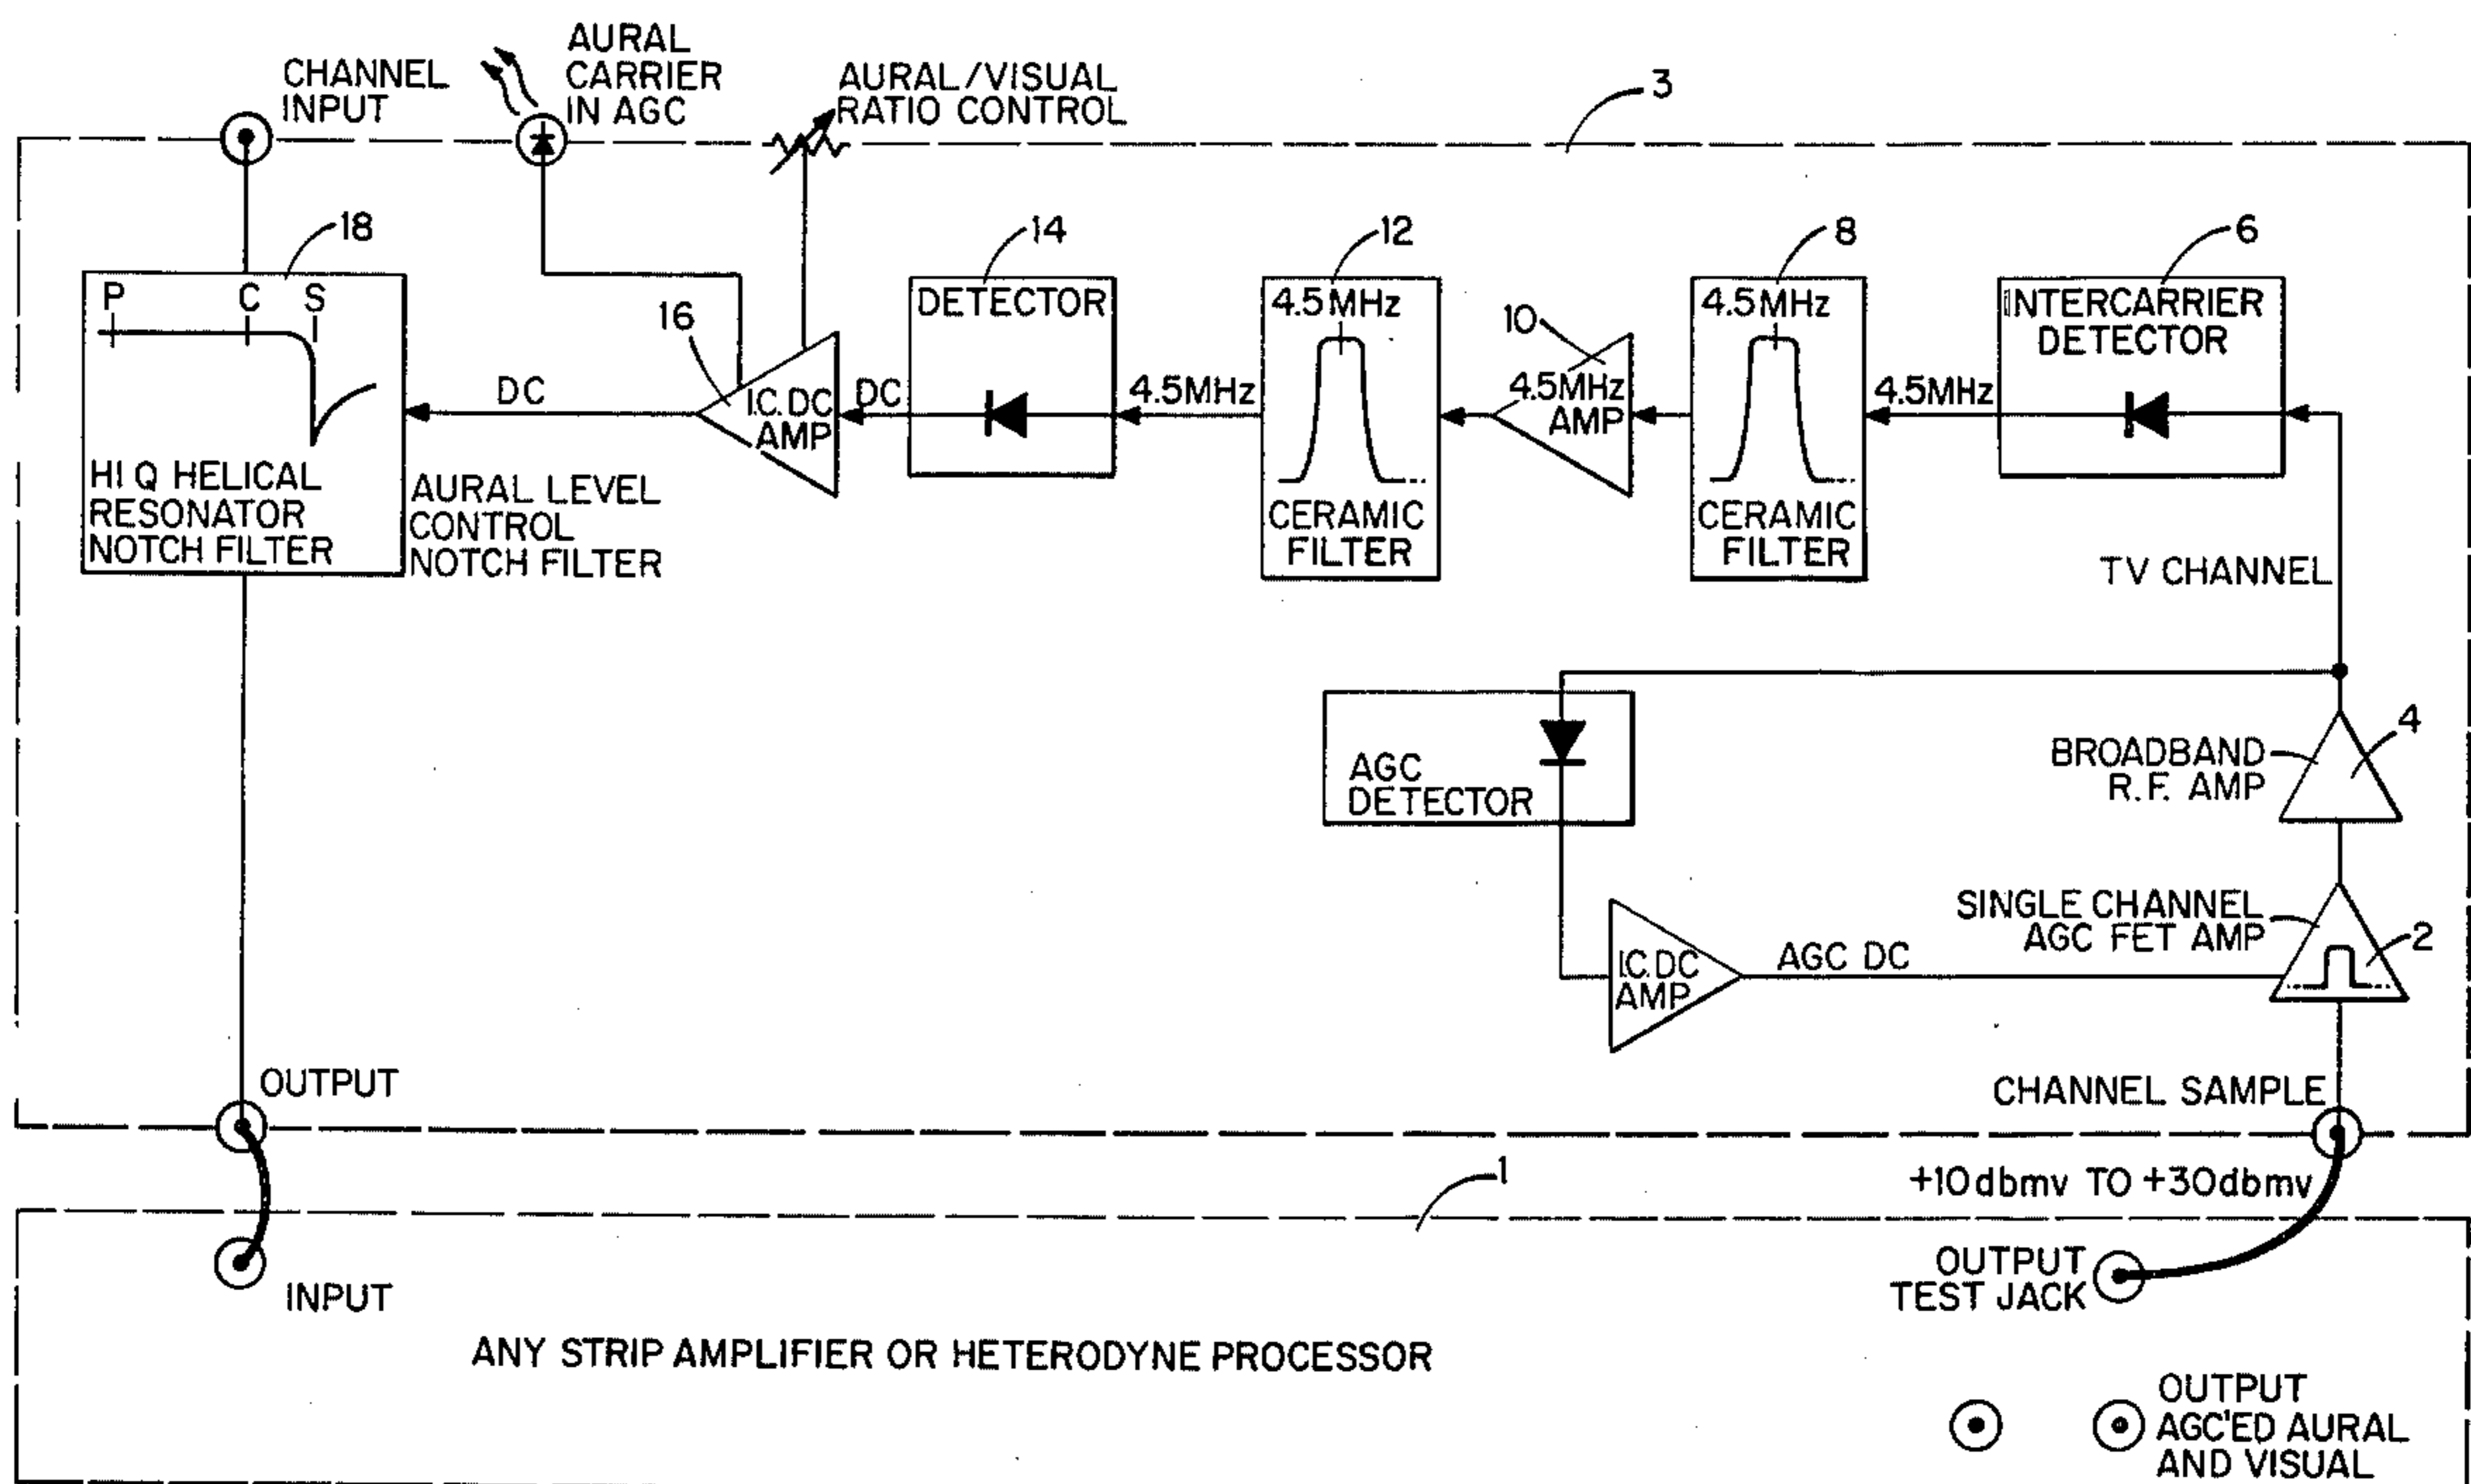 CHANNEL
INPUT
AURAL
CARRIER
IN AGC
AURAL/VISUAL
RATIO CONTROL
3
18
P C S
HI Q HELICAL
RESONATOR
NOTCH FILTER
AURAL LEVEL
CONTROL
NOTCH FILTER
DC
16
I.C. DC
AMP
DC
14
DETECTOR
4.5MHz
12
4.5MHz
CERAMIC
FILTER
10
4.5MHz
AMP
8
4.5MHz
CERAMIC
FILTER
4.5MHz
6
INTERCARRIER
DETECTOR
TV CHANNEL
AGC
DETECTOR
4
BROADBAND
R.F. AMP
SINGLE CHANNEL
AGC FET AMP
2
I.C. DC
AMP
AGC DC
OUTPUT
CHANNEL SAMPLE
1
+10dbmv TO +30dbmv
INPUT
OUTPUT
TEST JACK
ANY STRIP AMPLIFIER OR HETERODYNE PROCESSOR
OUTPUT
AGC'ED AURAL
AND VISUAL